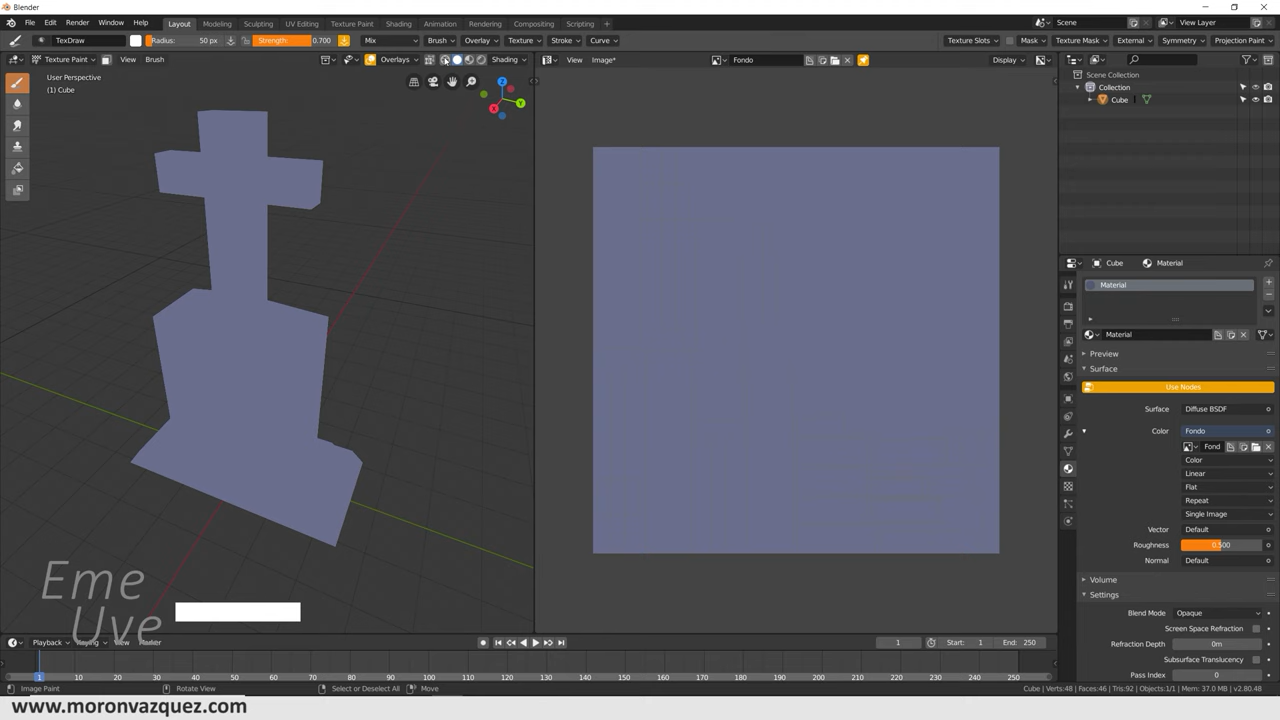 Blender
File Edit Render Window Help Layout Modeling Sculpting UV Editing Texture Paint Shading Animation Rendering Compositing Scripting Scene View Layer
TexDraw Radius: 50 px Strength: 0.700 Mix Brush Overlay Texture Stroke Curve Texture Slots Mask Texture Mask External Symmetry Projection Paint
Texture Paint View Brush Overlays Shading View Image* Fondo Display
User Perspective
(1) Cube
Z
Y
X
Scene Collection
Collection
Cube
Cube Material
Material
Material
Preview
Surface
Use Nodes
Surface Diffuse BSDF
Color Fondo
Fond
Color
Linear
Flat
Repeat
Single Image
Vector Default
Roughness 0.500
Normal Default
Volume
Settings
Blend Mode Opaque
Screen Space Refraction
Refraction Depth 0m
Subsurface Translucency
Pass Index 0
Eme
Uve
Playback Keying View Marker 1 Start: 1 End: 250
1 10 20 30 40 50 60 70 80 90 100 110 120 130 140 150 160 170 180 190 200 210 220 230 240 250
Image Paint Rotate View Select or Deselect All Move Cube | Verts:48 | Faces:46 | Tris:92 | Objects:1/1 | Mem: 37.0 MB | v2.80.48
www.moronvazquez.com